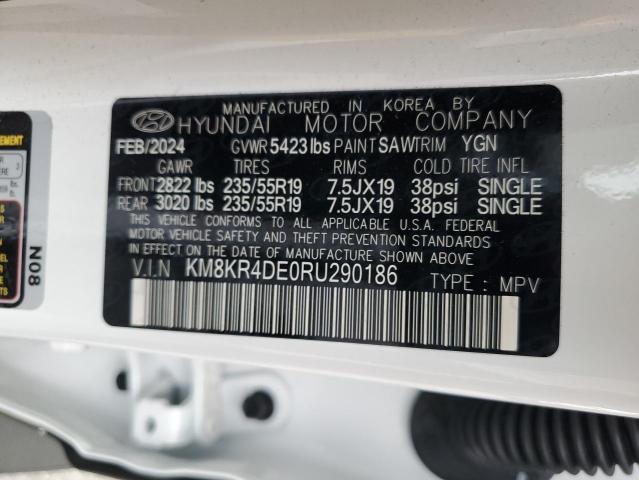 MANUFACTURED IN KOREA BY
HYUNDAI MOTOR COMPANY
FEB/2024 GVWR 5423 lbs PAINT SAW TRIM YGN
GAWR TIRES RIMS COLD TIRE INFL
FRONT 2822 lbs 235/55R19 7.5JX19 38psi SINGLE
REAR 3020 lbs 235/55R19 7.5JX19 38psi SINGLE
THIS VEHICLE CONFORMS TO ALL APPLICABLE U.S.A. FEDERAL
MOTOR VEHICLE SAFETY AND THEFT PREVENTION STANDARDS
IN EFFECT ON THE DATE OF MANUFACTURE SHOWN ABOVE
V.I.N KM8KR4DE0RU290186 TYPE : MPV
N08